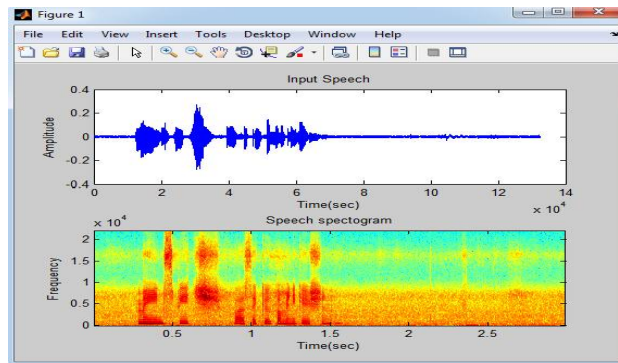 Figure 1
File Edit View Insert Tools Desktop Window Help
Input Speech
0.4
0.2
0
-0.2
-0.4
Amplitude
0 2 4 6 8 10 12 14
Time(sec)
x 10^4
Speech spectogram
x 10^4
2
1.5
1
0.5
0
Frequency
0.5 1 1.5 2 2.5
Time(sec)